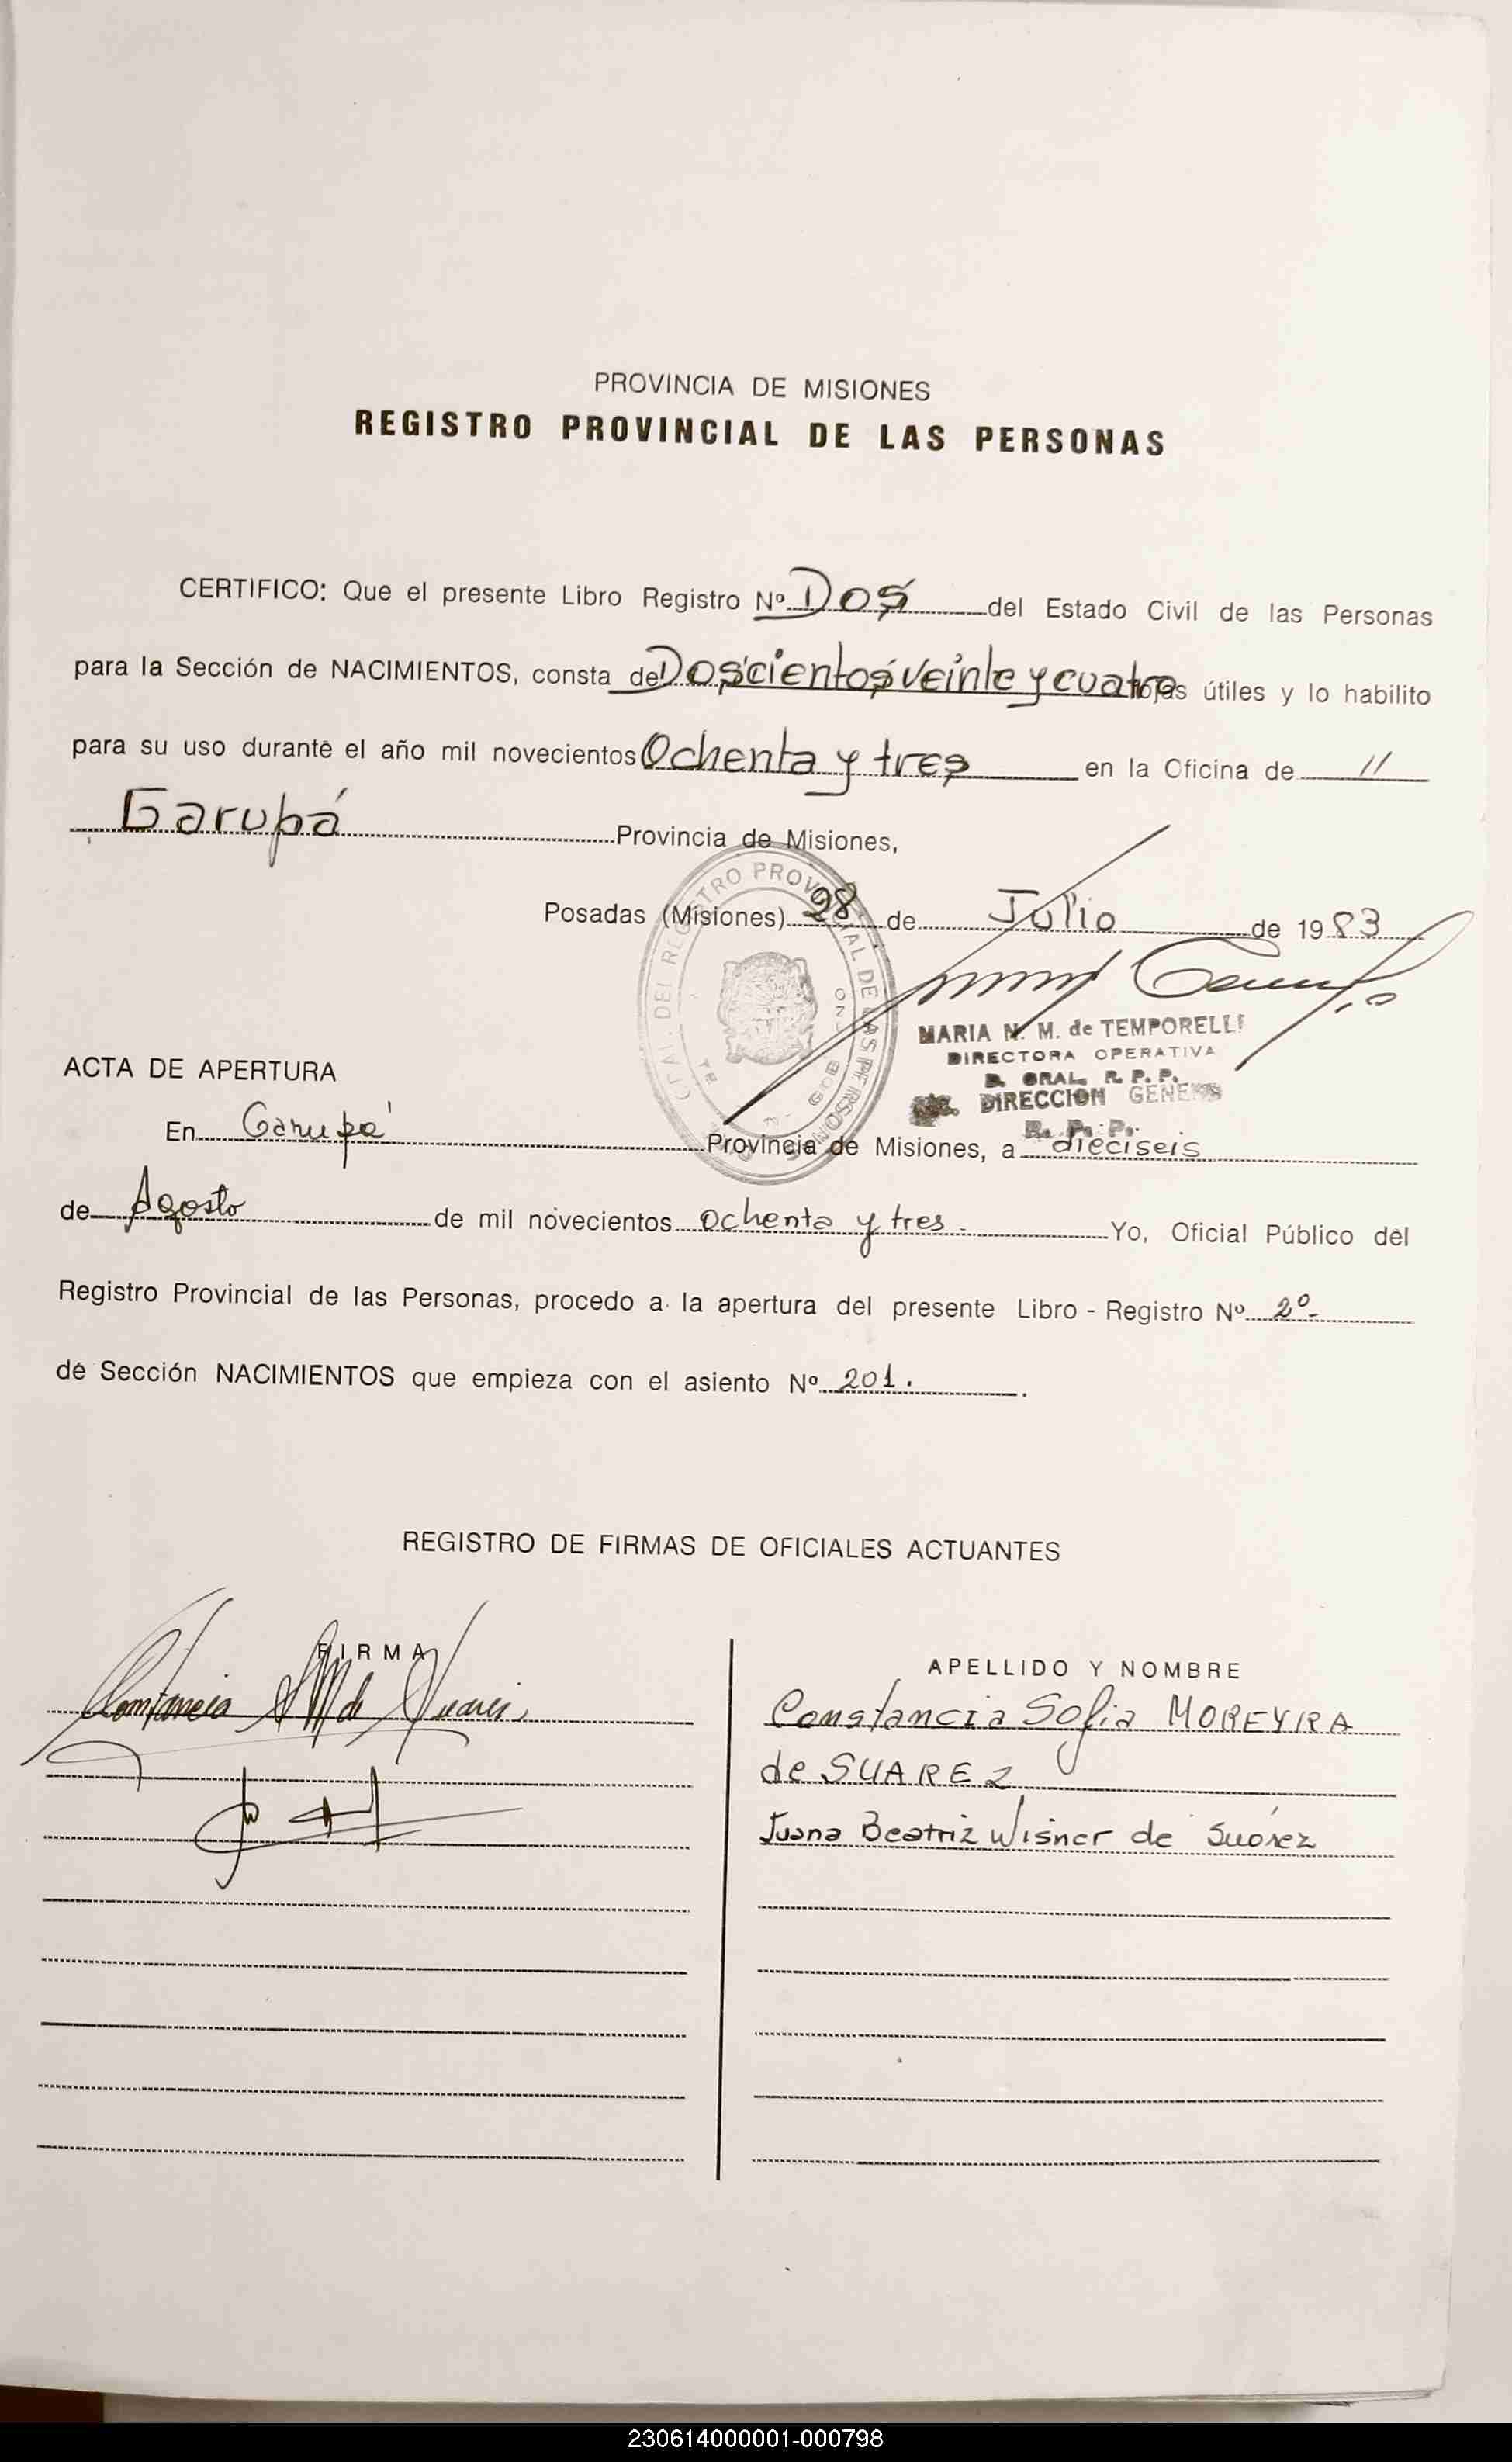 PROVINCIA DE MISIONES
REGISTRO PROVINCIAL DE LAS PERSONAS
CERTIFICO: Que el presente Libro Registro Nº Dos del Estado Civil de las Personas
para la Sección de NACIMIENTOS, consta de Doscientos veinte y cuatro hojas útiles y lo habilito
para su uso durante el año mil novecientos Ochenta y tres en la Oficina de //
Garupá Provincia de Misiones,
Posadas (Misiones) 28 de Julio de 1983
MARIA N. M. de TEMPORELLI
DIRECTORA OPERATIVA
D. GRAL. R. P. P.
DIRECCION GENERAL
R. P. P.
ACTA DE APERTURA
En Garupá Provincia de Misiones, a dieciseis
de Agosto de mil novecientos ochenta y tres.- Yo, Oficial Público del
Registro Provincial de las Personas, procedo a la apertura del presente Libro - Registro Nº 2º-
de Sección NACIMIENTOS que empieza con el asiento Nº 201.
REGISTRO DE FIRMAS DE OFICIALES ACTUANTES
FIRMA
APELLIDO Y NOMBRE
Constancia Sofia MOREYRA
de SUAREZ
Juana Beatriz Wisner de Suárez
230614000001-000798